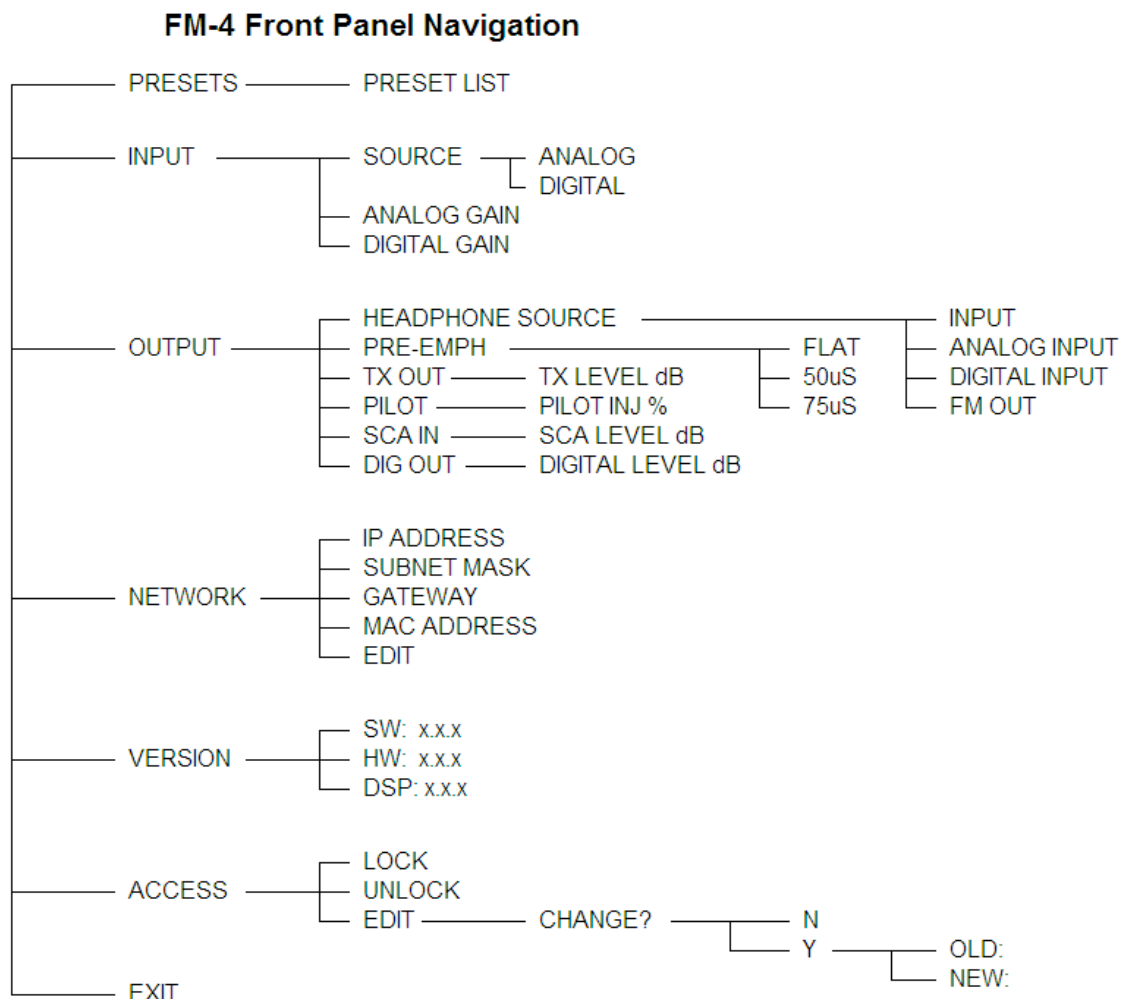 FM-4 Front Panel Navigation
PRESETS PRESET LIST
INPUT SOURCE ANALOG
DIGITAL
ANALOG GAIN
DIGITAL GAIN
HEADPHONE SOURCE INPUT
OUTPUT PRE-EMPH FLAT ANALOG INPUT
TX OUT TX LEVEL dB 50uS DIGITAL INPUT
PILOT PILOT INJ % 75uS FM OUT
SCA IN SCA LEVEL dB
DIG OUT DIGITAL LEVEL dB
IP ADDRESS
SUBNET MASK
NETWORK GATEWAY
MAC ADDRESS
EDIT
SW: x.x.x
VERSION HW: x.x.x
DSP: x.x.x
LOCK
ACCESS UNLOCK
EDIT CHANGE? N
Y OLD:
NEW:
EXIT